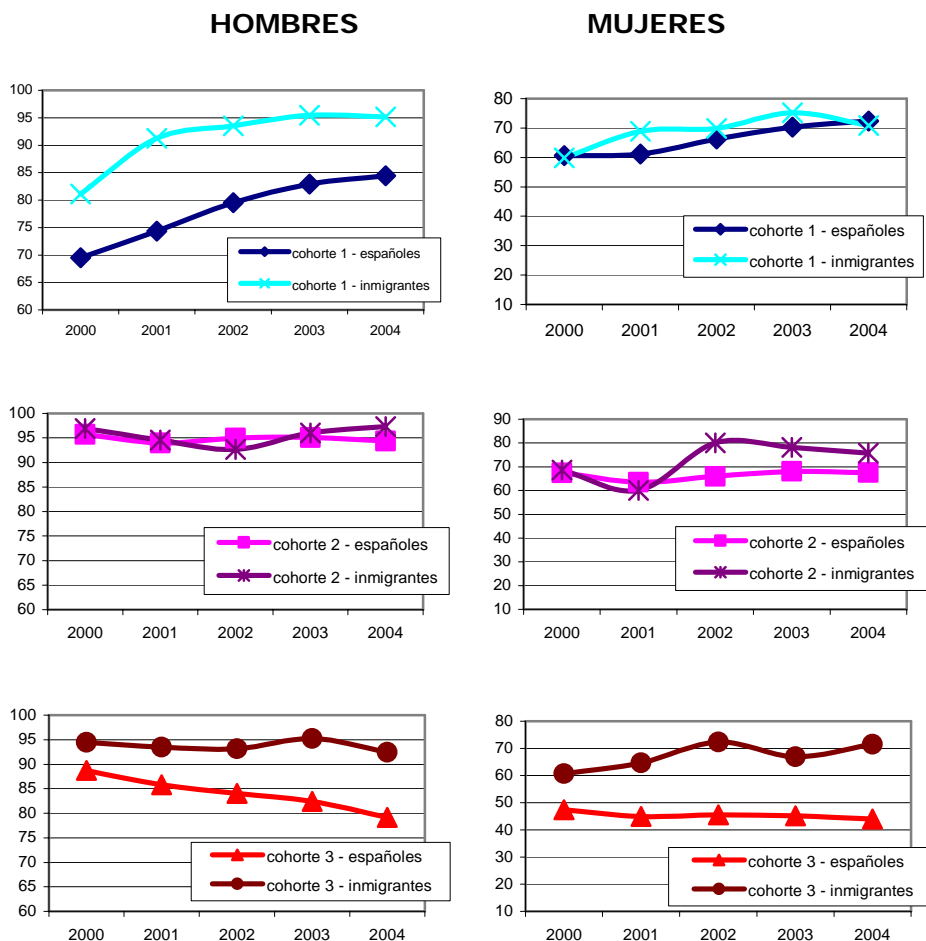 HOMBRES MUJERES
100
95
90
85
80
75
70
65
60
2000 2001 2002 2003 2004
cohorte 1 - españoles
cohorte 1 - inmigrantes
80
70
60
50
40
30
20
10
2000 2001 2002 2003 2004
cohorte 1 - españoles
cohorte 1 - inmigrantes
100
95
90
85
80
75
70
65
60
2000 2001 2002 2003 2004
cohorte 2 - españoles
cohorte 2 - inmigrantes
90
80
70
60
50
40
30
20
10
2000 2001 2002 2003 2004
cohorte 2 - españoles
cohorte 2 - inmigrantes
100
95
90
85
80
75
70
65
60
2000 2001 2002 2003 2004
cohorte 3 - españoles
cohorte 3 - inmigrantes
80
70
60
50
40
30
20
10
2000 2001 2002 2003 2004
cohorte 3 - españoles
cohorte 3 - inmigrantes